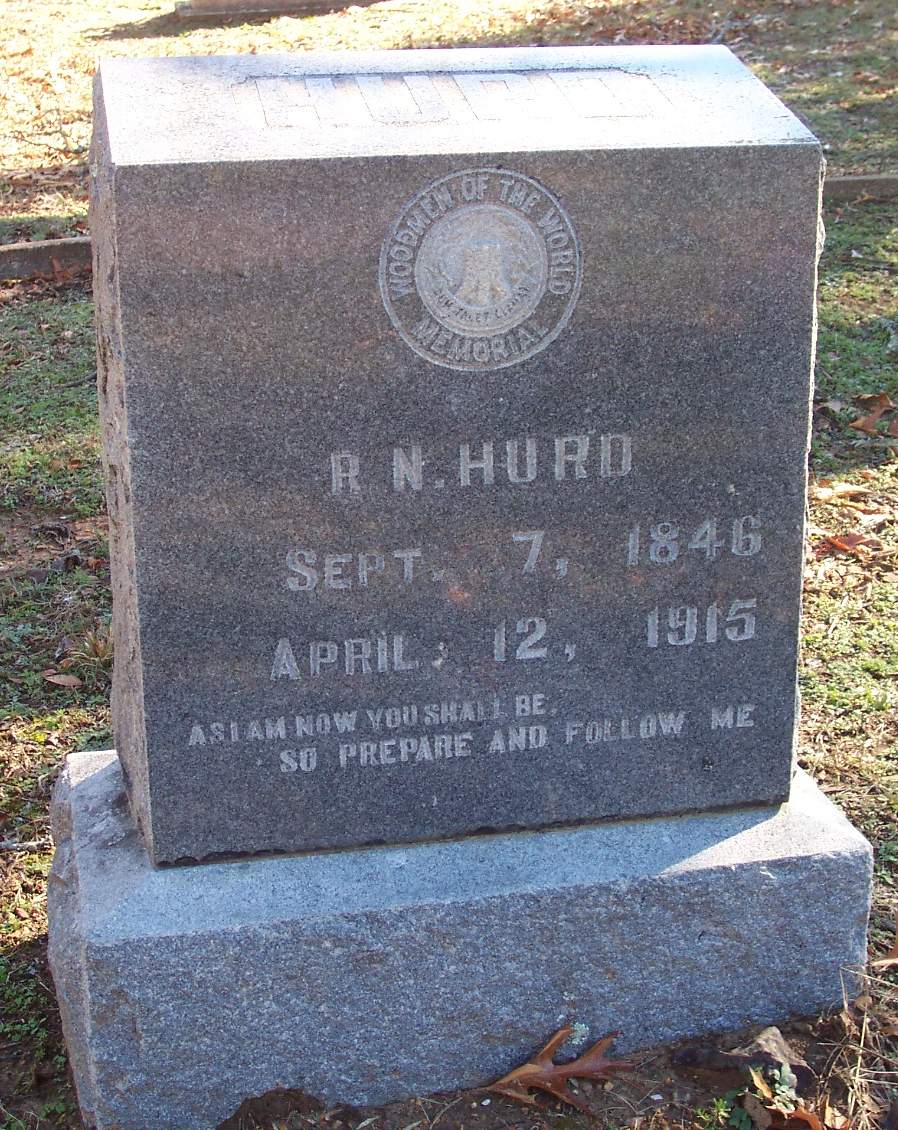 HURD
WOODMEN OF THE WORLD
MEMORIAL
R N. HURD
SEPT. 7, 1846
APRIL; 12, 1915
AS I AM NOW YOU SHALL BE.
SO PREPARE AND FOLLOW ME